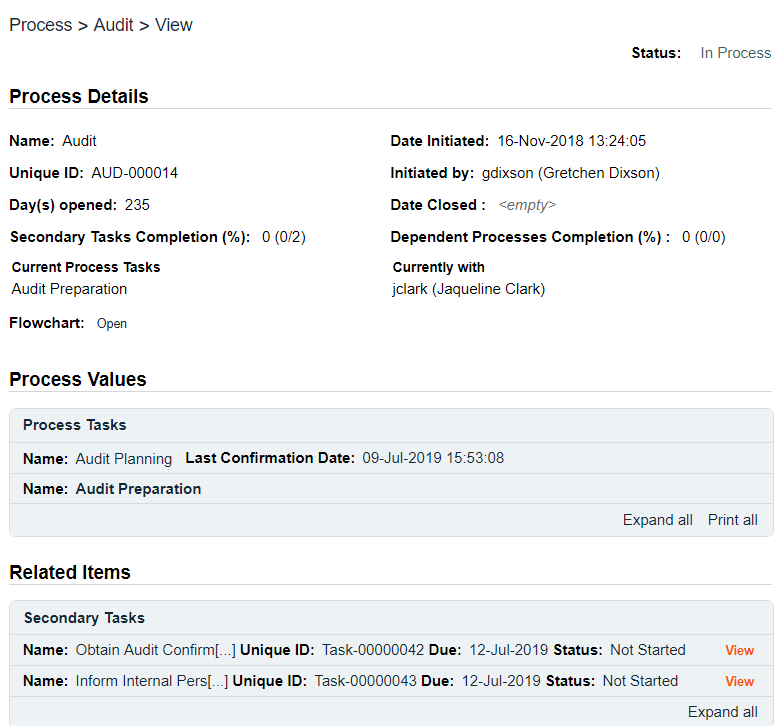 Process > Audit > View
Status: In Process
Process Details
Name: Audit Date Initiated: 16-Nov-2018 13:24:05
Unique ID: AUD-000014 Initiated by: gdixson (Gretchen Dixson)
Day(s) opened: 235 Date Closed : <empty>
Secondary Tasks Completion (%): 0 (0/2) Dependent Processes Completion (%) : 0 (0/0)
Current Process Tasks Currently with
Audit Preparation jclark (Jaqueline Clark)
Flowchart: Open
Process Values
Process Tasks
Name: Audit Planning Last Confirmation Date: 09-Jul-2019 15:53:08
Name: Audit Preparation
Expand all Print all
Related Items
Secondary Tasks
Name: Obtain Audit Confirm[...] Unique ID: Task-00000042 Due: 12-Jul-2019 Status: Not Started View
Name: Inform Internal Pers[...] Unique ID: Task-00000043 Due: 12-Jul-2019 Status: Not Started View
Expand all